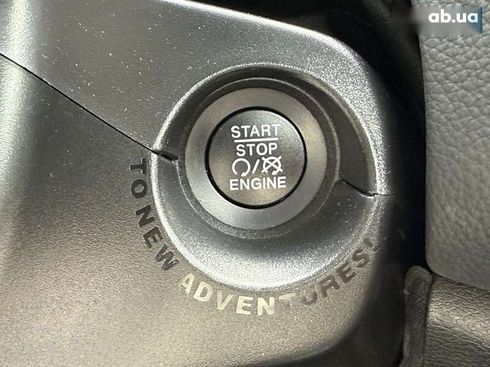 ab.ua
START
STOP
ENGINE
TO NEW ADVENTURES!